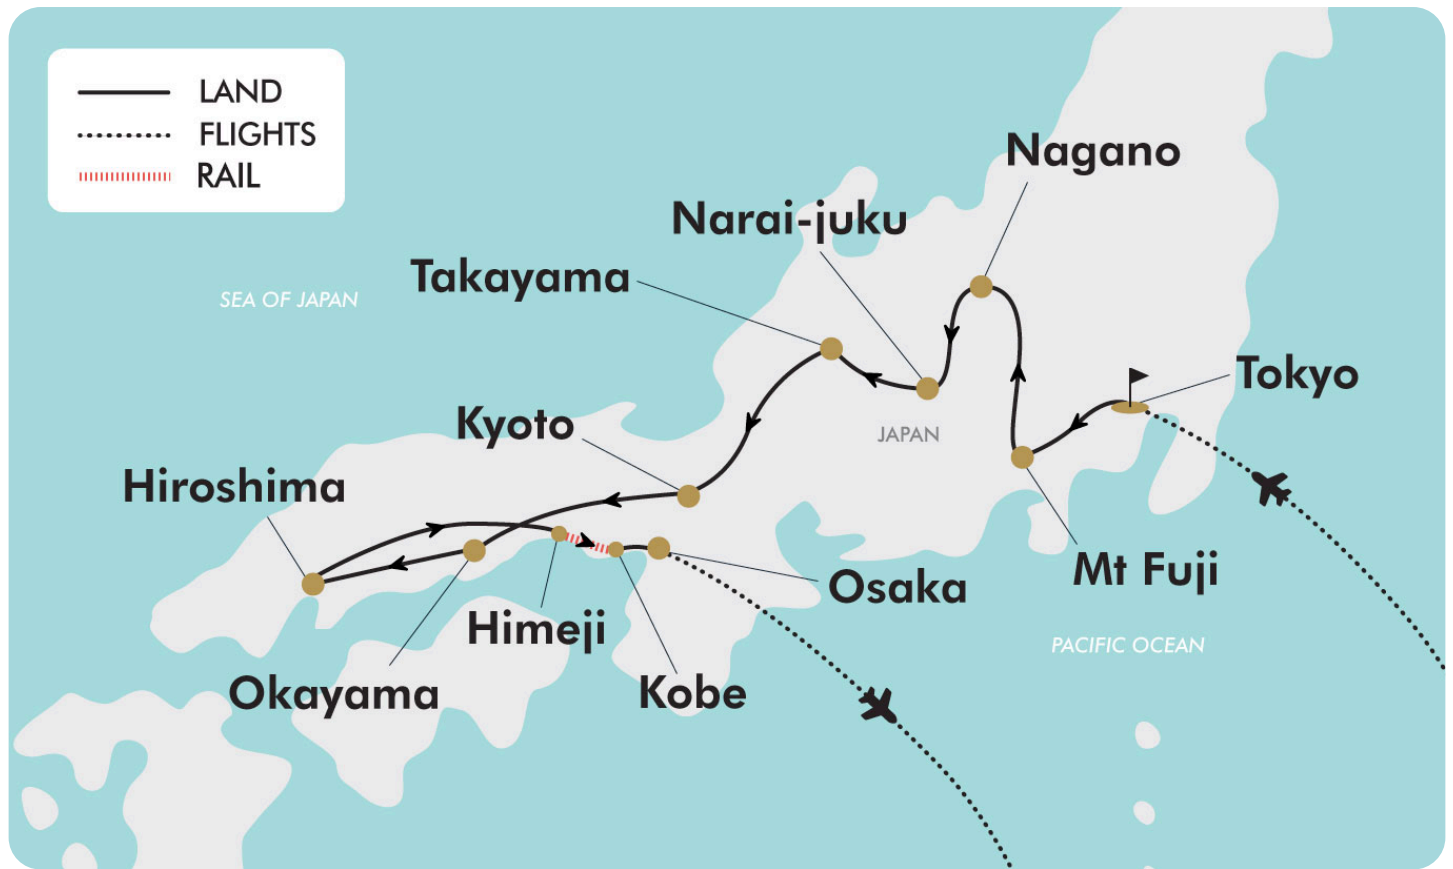 LAND
FLIGHTS
RAIL
Nagano
Narai-juku
Takayama
SEA OF JAPAN
Tokyo
Kyoto
JAPAN
Hiroshima
Mt Fuji
Osaka
Himeji
PACIFIC OCEAN
Okayama
Kobe